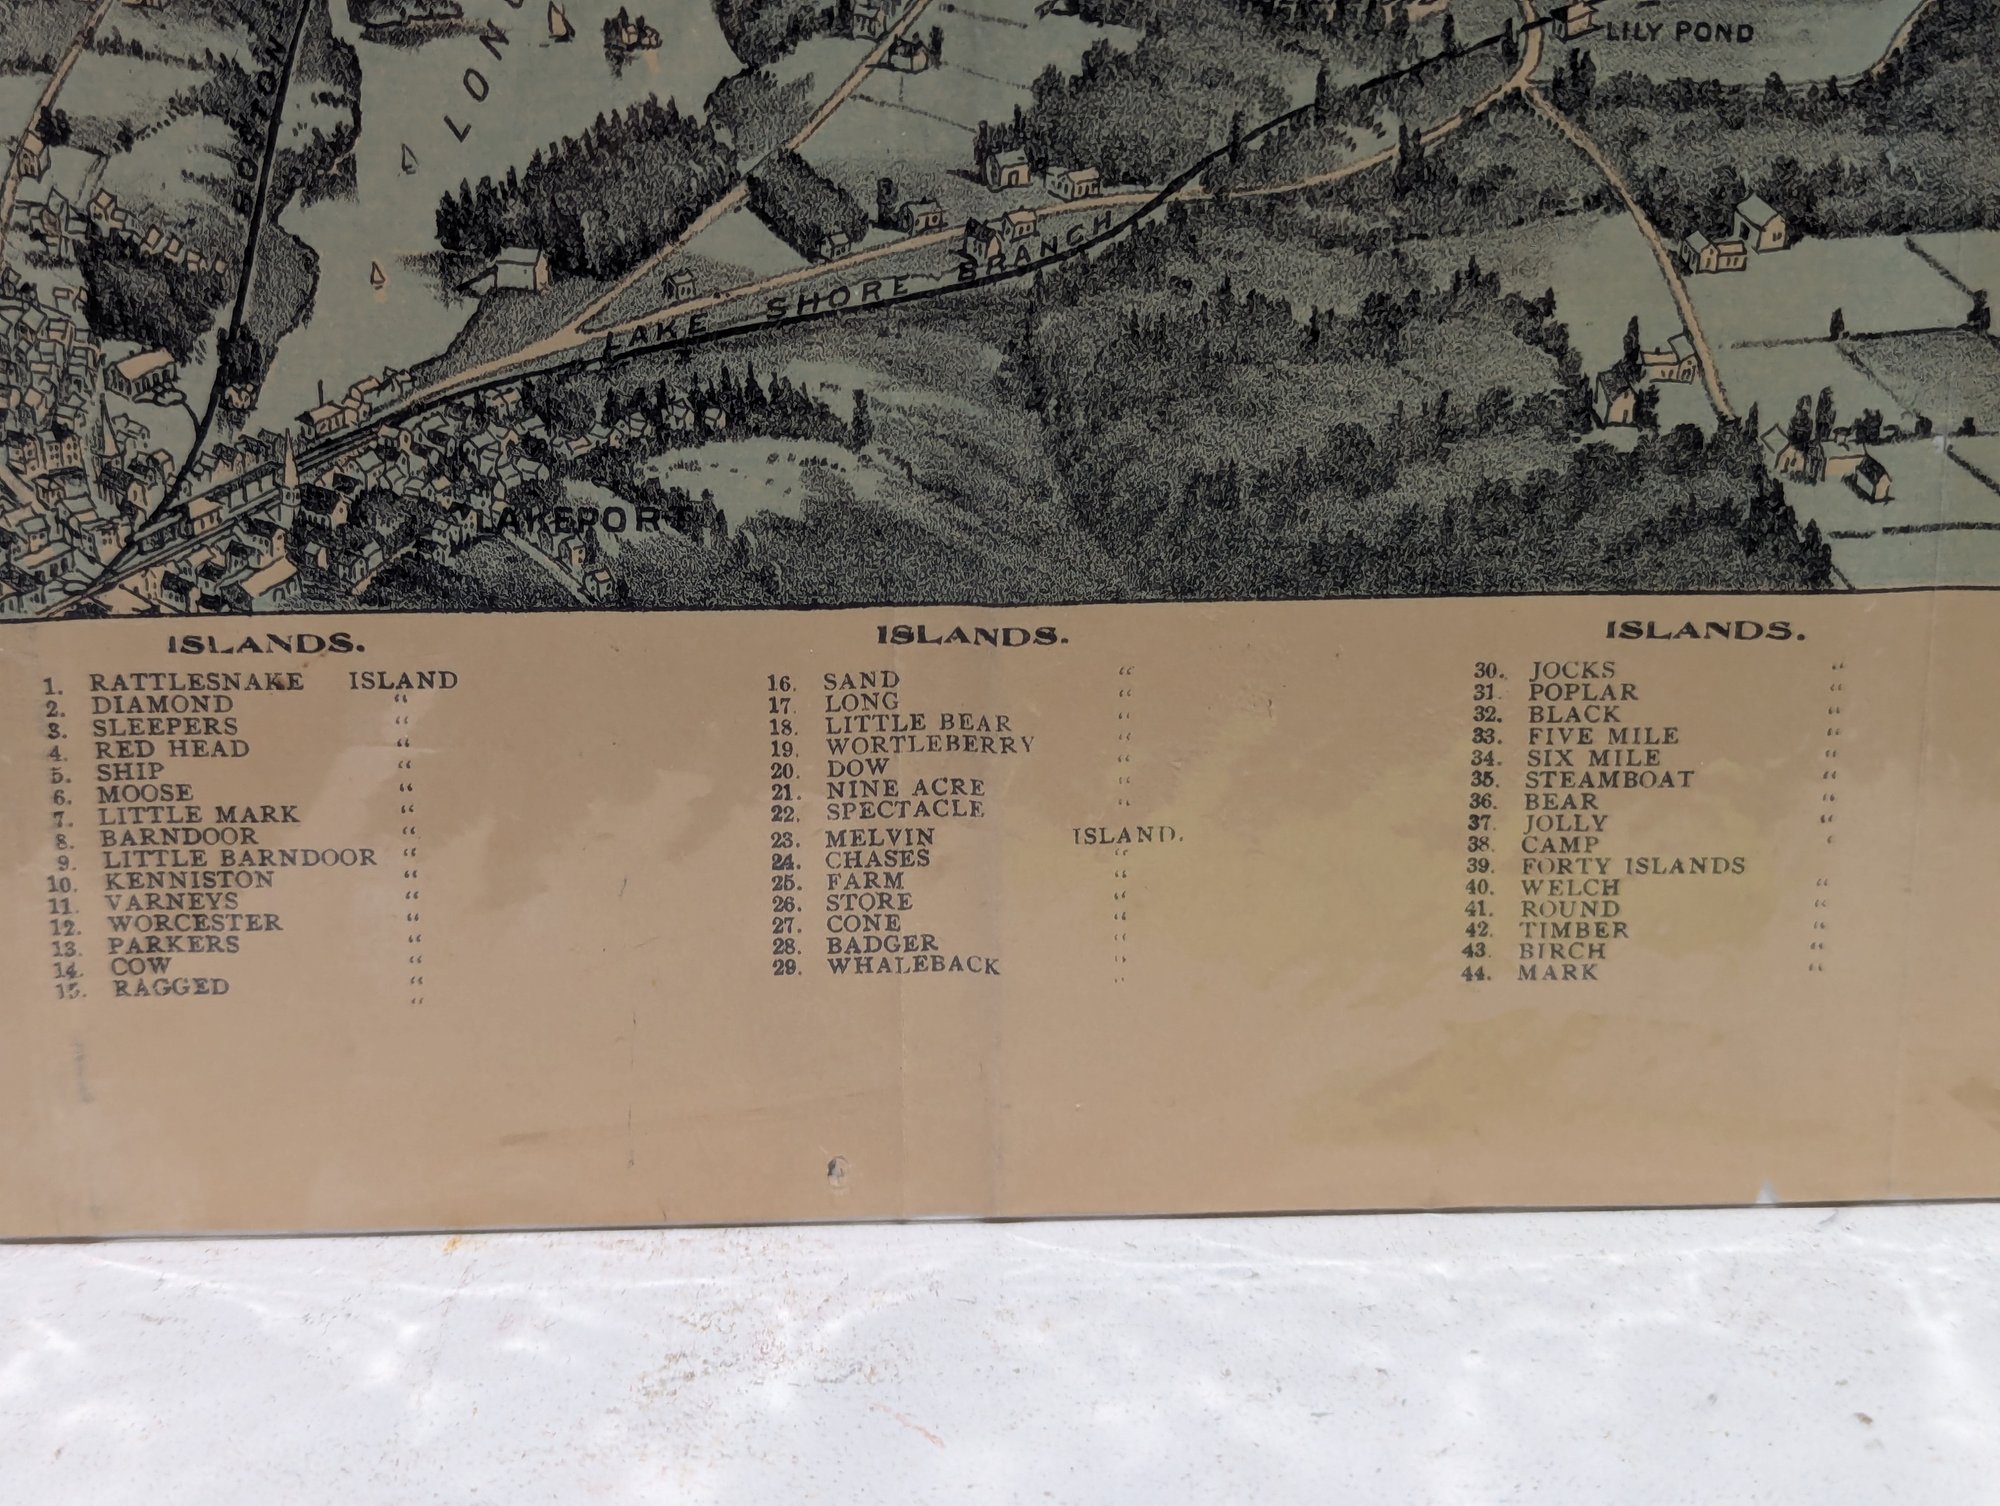 LILY POND
LON
BOSTON
LAKE SHORE BRANCH
LAKEPORT
ISLANDS.
1. RATTLESNAKE ISLAND
2. DIAMOND "
3. SLEEPERS "
4. RED HEAD "
5. SHIP "
6. MOOSE "
7. LITTLE MARK "
8. BARNDOOR "
9. LITTLE BARNDOOR "
10. KENNISTON "
11. VARNEYS "
12. WORCESTER "
13. PARKERS "
14. COW "
15. RAGGED "
ISLANDS.
16. SAND "
17. LONG "
18. LITTLE BEAR "
19. WORTLEBERRY "
20. DOW "
21. NINE ACRE "
22. SPECTACLE "
23. MELVIN ISLAND.
24. CHASES "
25. FARM "
26. STORE "
27. CONE "
28. BADGER "
29. WHALEBACK "
ISLANDS.
30. JOCKS "
31. POPLAR "
32. BLACK "
33. FIVE MILE "
34. SIX MILE "
35. STEAMBOAT "
36. BEAR "
37. JOLLY "
38. CAMP "
39. FORTY ISLANDS
40. WELCH "
41. ROUND "
42. TIMBER "
43. BIRCH "
44. MARK "